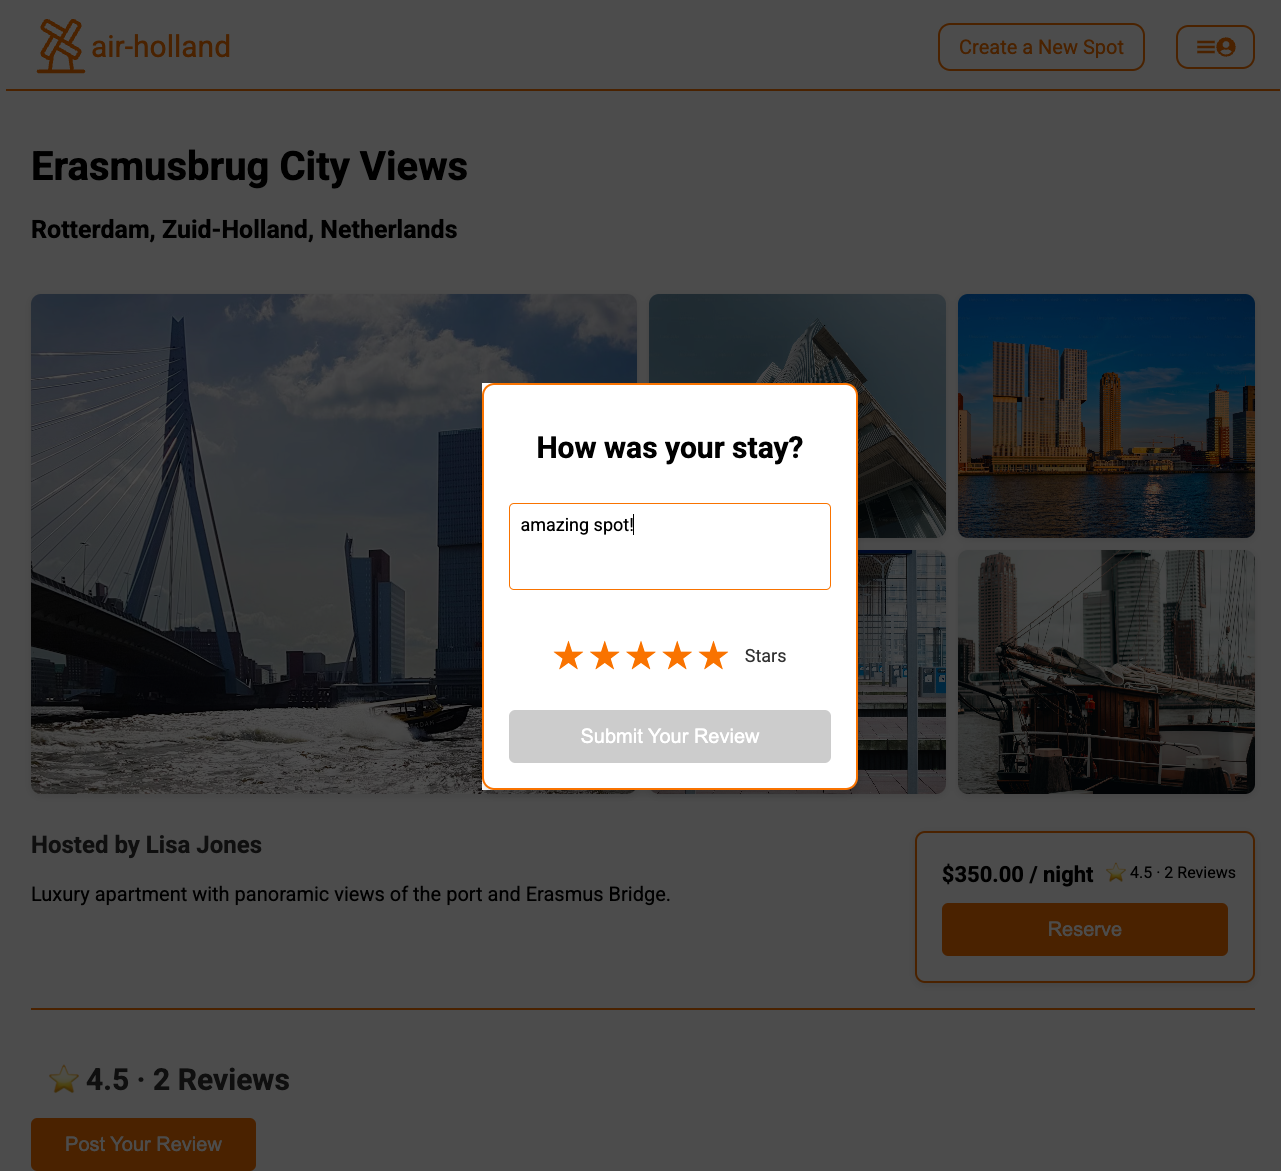 air-holland
Create a New Spot
Erasmusbrug City Views
Rotterdam, Zuid-Holland, Netherlands
How was your stay?
amazing spot!
Stars
Submit Your Review
Hosted by Lisa Jones
Luxury apartment with panoramic views of the port and Erasmus Bridge.
$350.00 / night 4.5 · 2 Reviews
Reserve
4.5 · 2 Reviews
Post Your Review